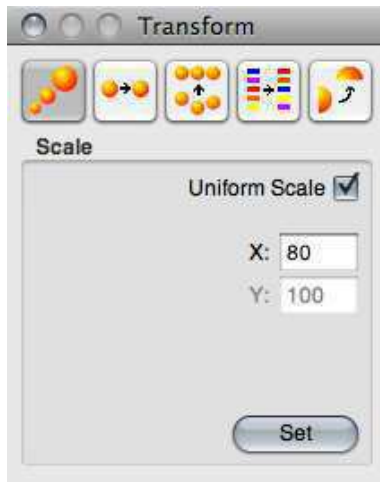 Transform
Scale
Uniform Scale
X: 80
Y: 100
Set